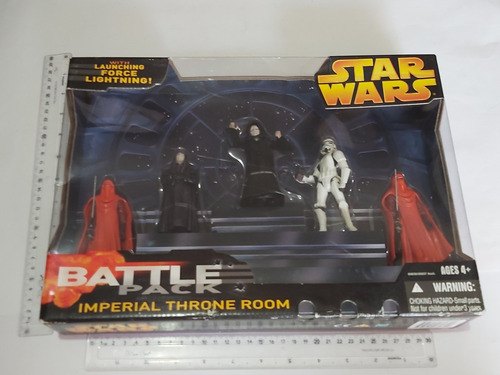 WITH
LAUNCHING
FORCE
LIGHTNING!
STAR
WARS
BATTLE
PACK
IMPERIAL THRONE ROOM
AGES 4+
WARNING:
CHOKING HAZARD-Small parts.
Not for children under 3 years.